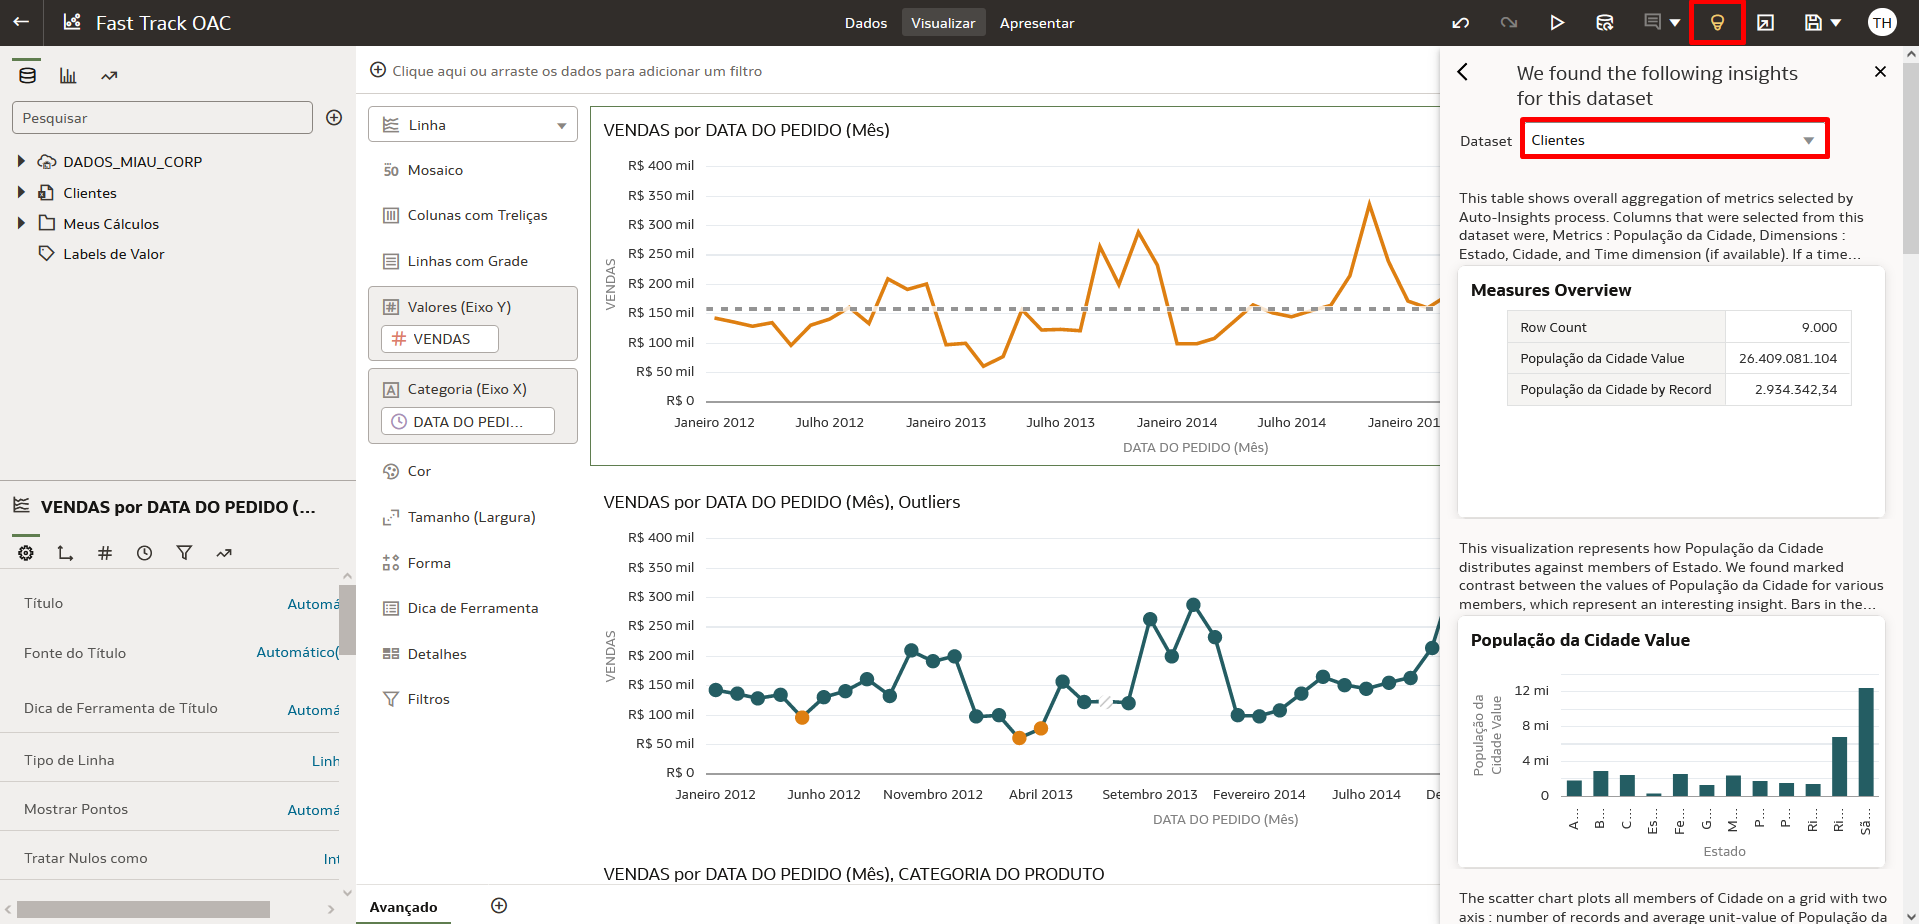 Fast Track OAC
Dados
Visualizar
Apresentar
TH
Pesquisar
DADOS_MIAU_CORP
Clientes
Meus Cálculos
Labels de Valor
VENDAS por DATA DO PEDIDO (...
Título
Automá
Fonte do Título
Automático(
Dica de Ferramenta de Título
Automá
Tipo de Linha
Linh
Mostrar Pontos
Automá
Tratar Nulos como
Int
Clique aqui ou arraste os dados para adicionar um filtro
Linha
50 Mosaico
Colunas com Treliças
Linhas com Grade
Valores (Eixo Y)
# VENDAS
A Categoria (Eixo X)
DATA DO PEDI...
Cor
Tamanho (Largura)
Forma
Dica de Ferramenta
Detalhes
Filtros
VENDAS por DATA DO PEDIDO (Mês)
VENDAS
R$ 400 mil
R$ 350 mil
R$ 300 mil
R$ 250 mil
R$ 200 mil
R$ 150 mil
R$ 100 mil
R$ 50 mil
R$ 0
Janeiro 2012
Julho 2012
Janeiro 2013
Julho 2013
Janeiro 2014
Julho 2014
Janeiro 201
DATA DO PEDIDO (Mês)
VENDAS por DATA DO PEDIDO (Mês), Outliers
VENDAS
R$ 400 mil
R$ 350 mil
R$ 300 mil
R$ 250 mil
R$ 200 mil
R$ 150 mil
R$ 100 mil
R$ 50 mil
R$ 0
Janeiro 2012
Junho 2012
Novembro 2012
Abril 2013
Setembro 2013
Fevereiro 2014
Julho 2014
De
DATA DO PEDIDO (Mês)
VENDAS por DATA DO PEDIDO (Mês), CATEGORIA DO PRODUTO
Avançado
We found the following insights
for this dataset
Dataset
Clientes
This table shows overall aggregation of metrics selected by
Auto-Insights process. Columns that were selected from this
dataset were, Metrics : População da Cidade, Dimensions :
Estado, Cidade, and Time dimension (if available). If a time...
Measures Overview
Row Count 9.000
População da Cidade Value 26.409.081.104
População da Cidade by Record 2.934.342,34
This visualization represents how População da Cidade
distributes against members of Estado. We found marked
contrast between the values of População da Cidade for various
members, which represent an interesting insight. Bars in the...
População da Cidade Value
População da
Cidade Value
12 mi
8 mi
4 mi
0
A...
B...
C...
Es...
Fe...
G...
M...
P...
P...
Ri...
Ri...
Sã...
Estado
The scatter chart plots all members of Cidade on a grid with two
axis : number of records and average unit-value of População da